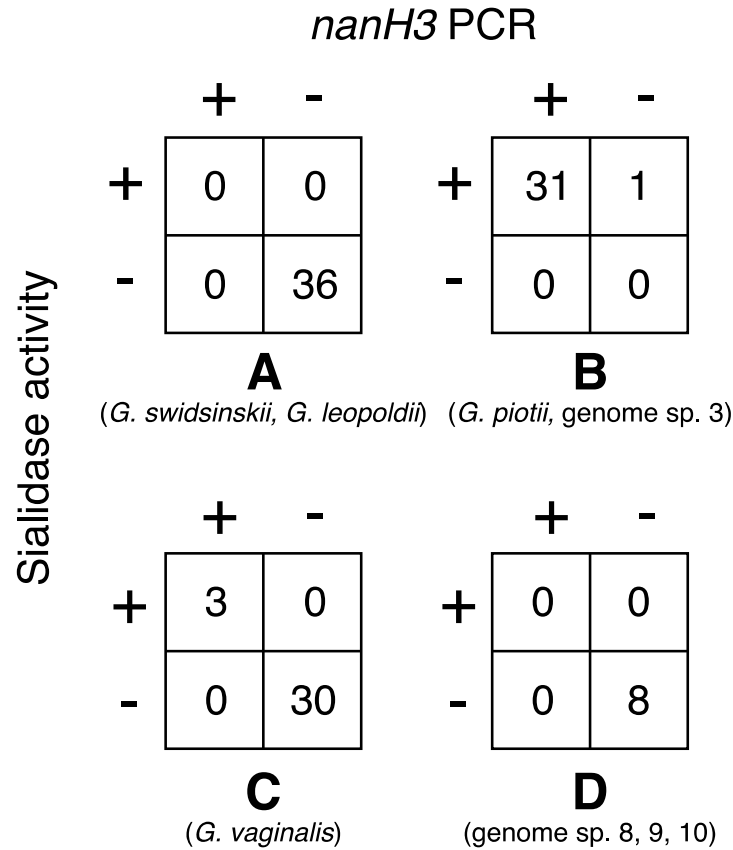 nanH3 PCR
+ - + -
+ 0 0 + 31 1
- 0 36 - 0 0
A B
(G. swidsinskii, G. leopoldii) (G. piotii, genome sp. 3)
Sialidase activity
+ - + -
+ 3 0 + 0 0
- 0 30 - 0 8
C D
(G. vaginalis) (genome sp. 8, 9, 10)